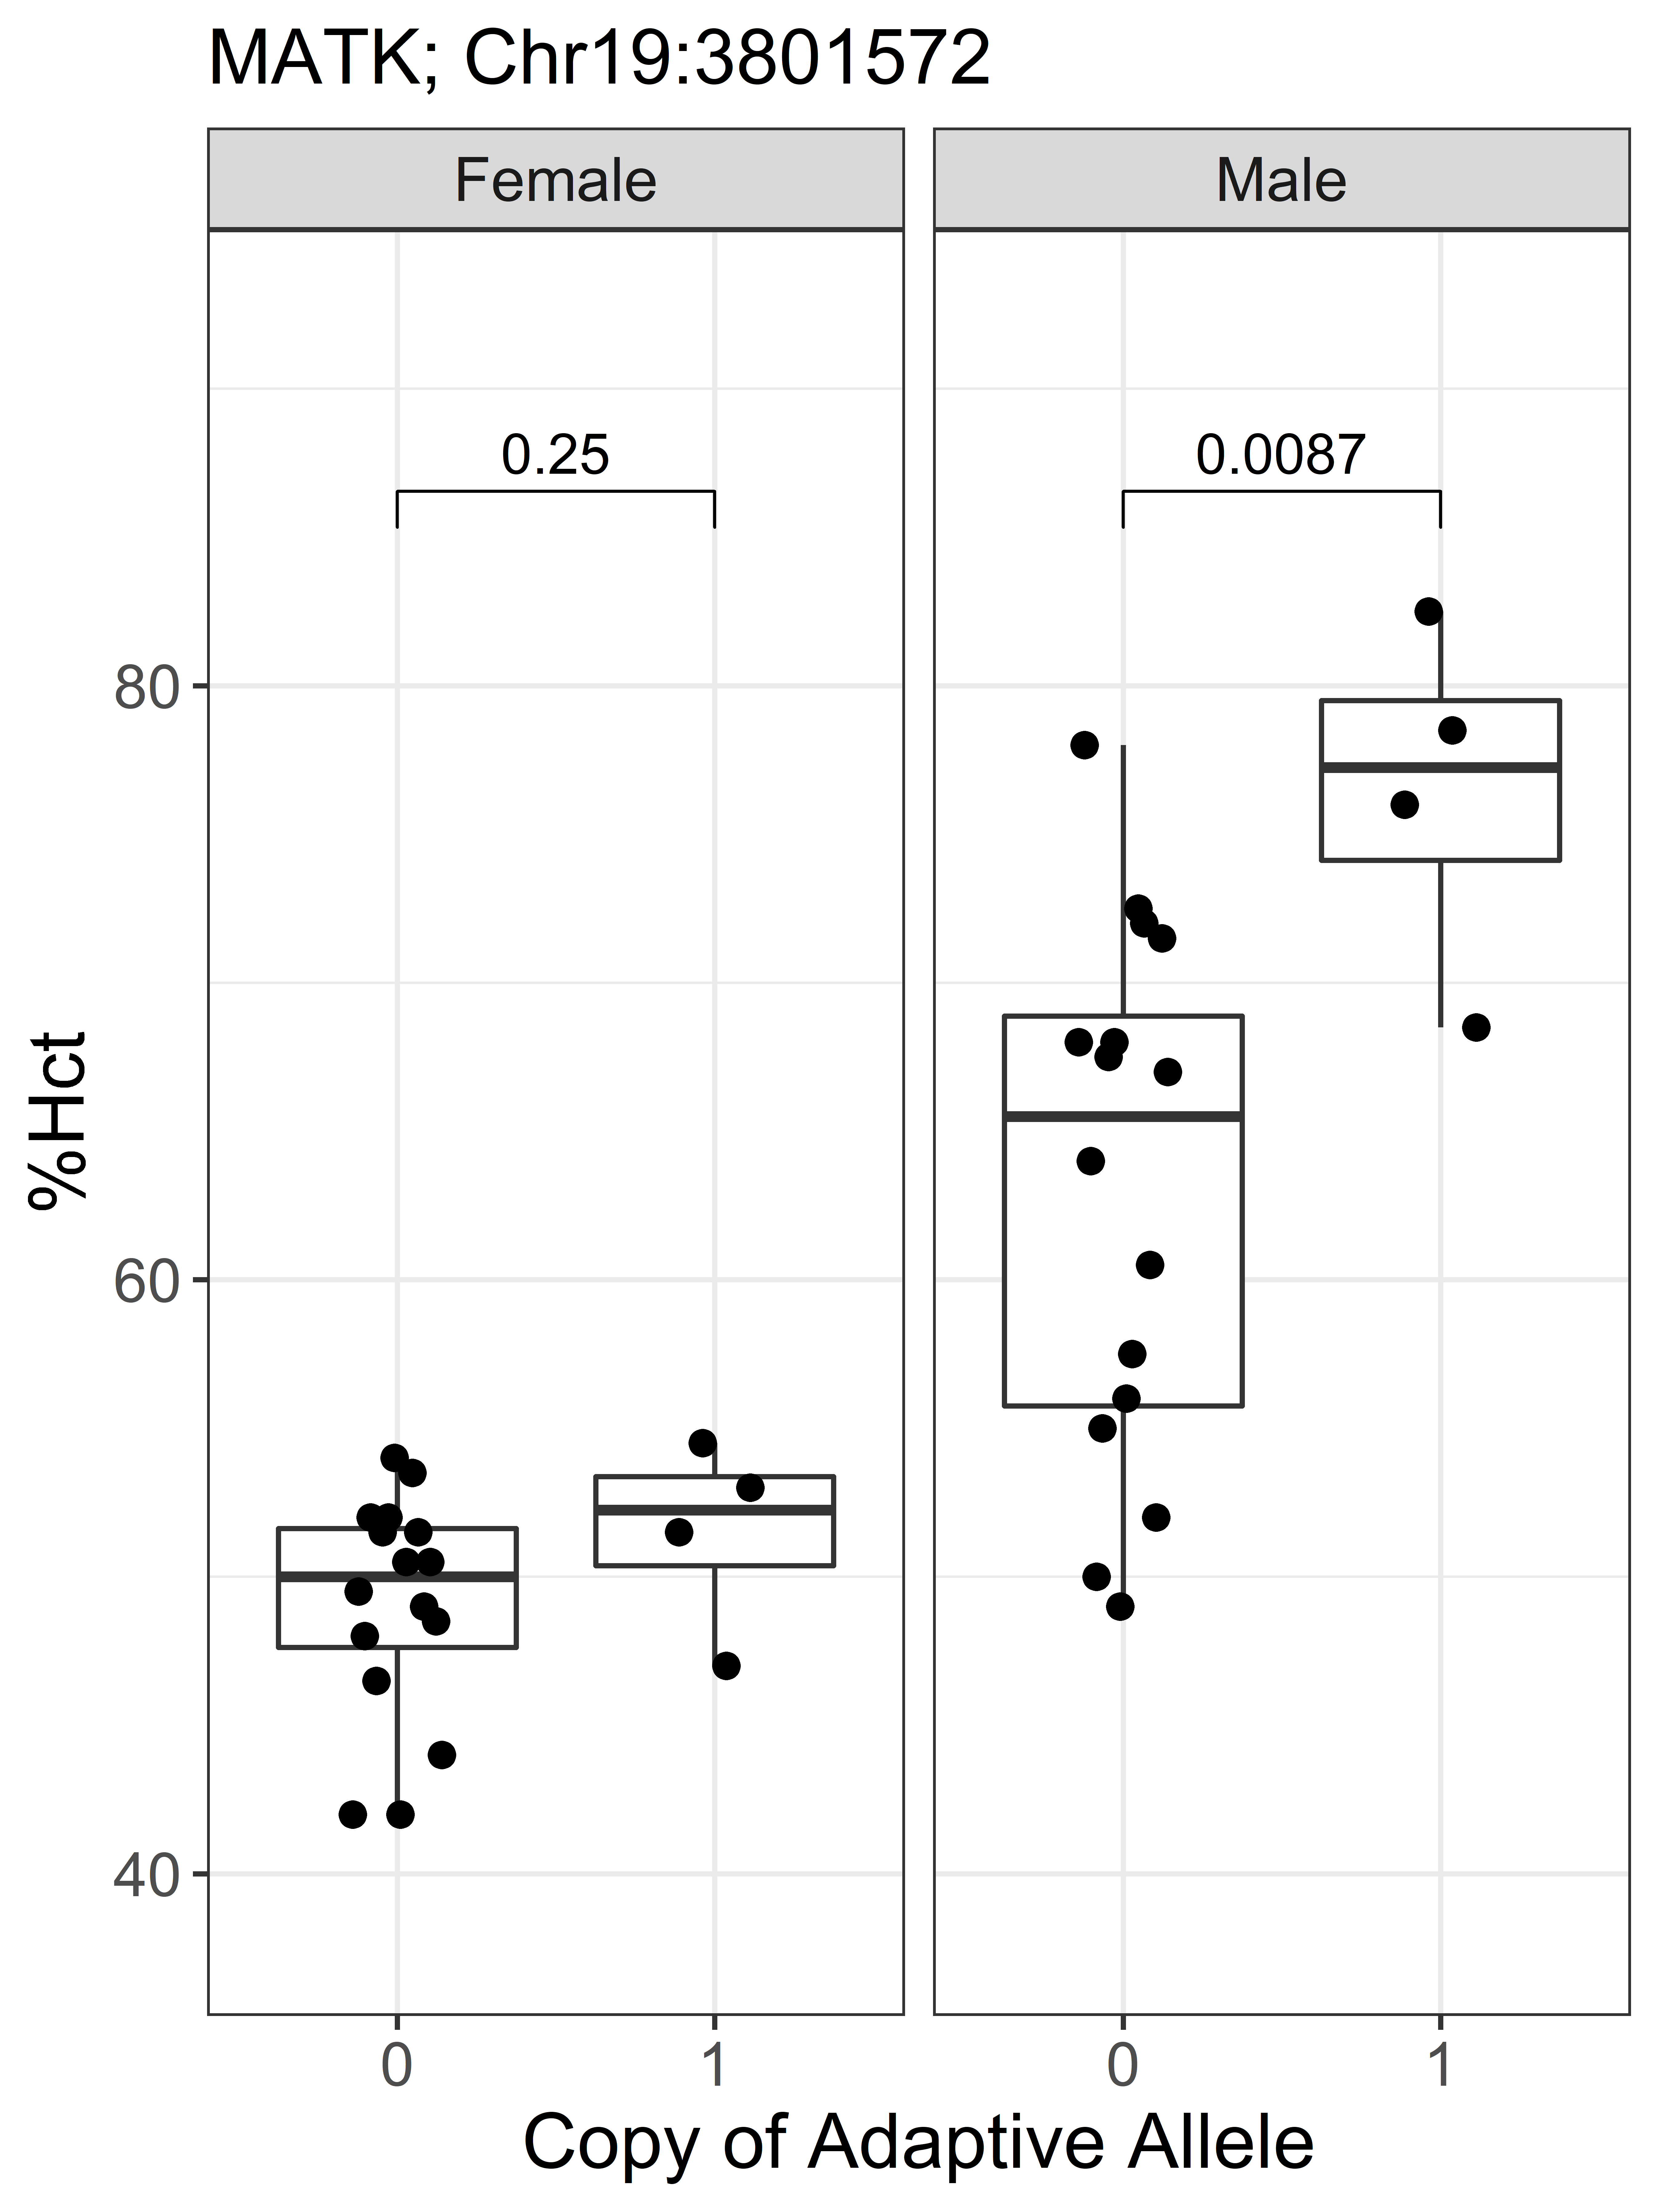 MATK; Chr19:3801572
Female
Male
0.25
0.0087
80
60
40
%Hct
0
1
0
1
Copy of Adaptive Allele